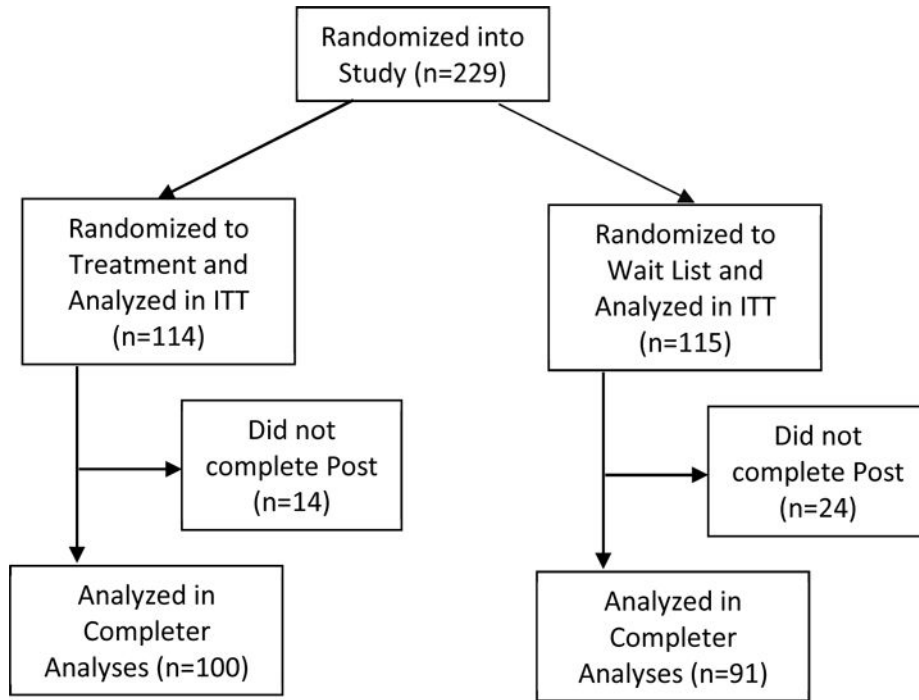 Randomized into
Study (n=229)
Randomized to
Treatment and
Analyzed in ITT
(n=114)
Randomized to
Wait List and
Analyzed in ITT
(n=115)
Did not
complete Post
(n=14)
Did not
complete Post
(n=24)
Analyzed in
Completer
Analyses (n=100)
Analyzed in
Completer
Analyses (n=91)